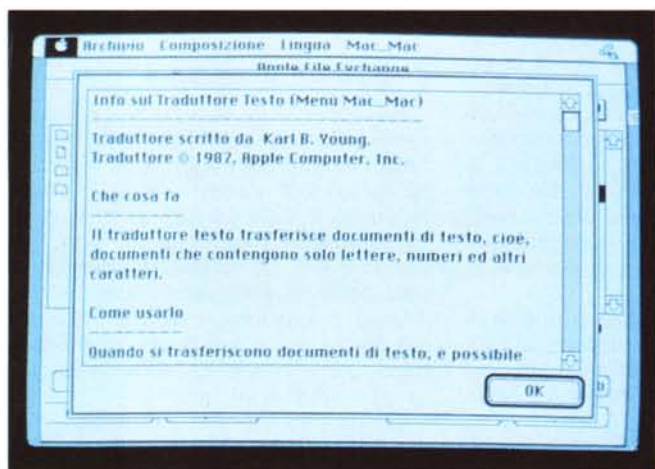 Archivio Composizione Lingua Mac_Mac
Apple File Exchange
Info sul Traduttore Testo (Menù Mac_Mac)
Traduttore scritto da Karl B. Young.
Traduttore © 1987, Apple Computer, Inc.
Che cosa fa
Il traduttore testo trasferisce documenti di testo, cioè,
documenti che contengono solo lettere, numeri ed altri
caratteri.
Come usarlo
Quando si trasferiscono documenti di testo, è possibile
OK